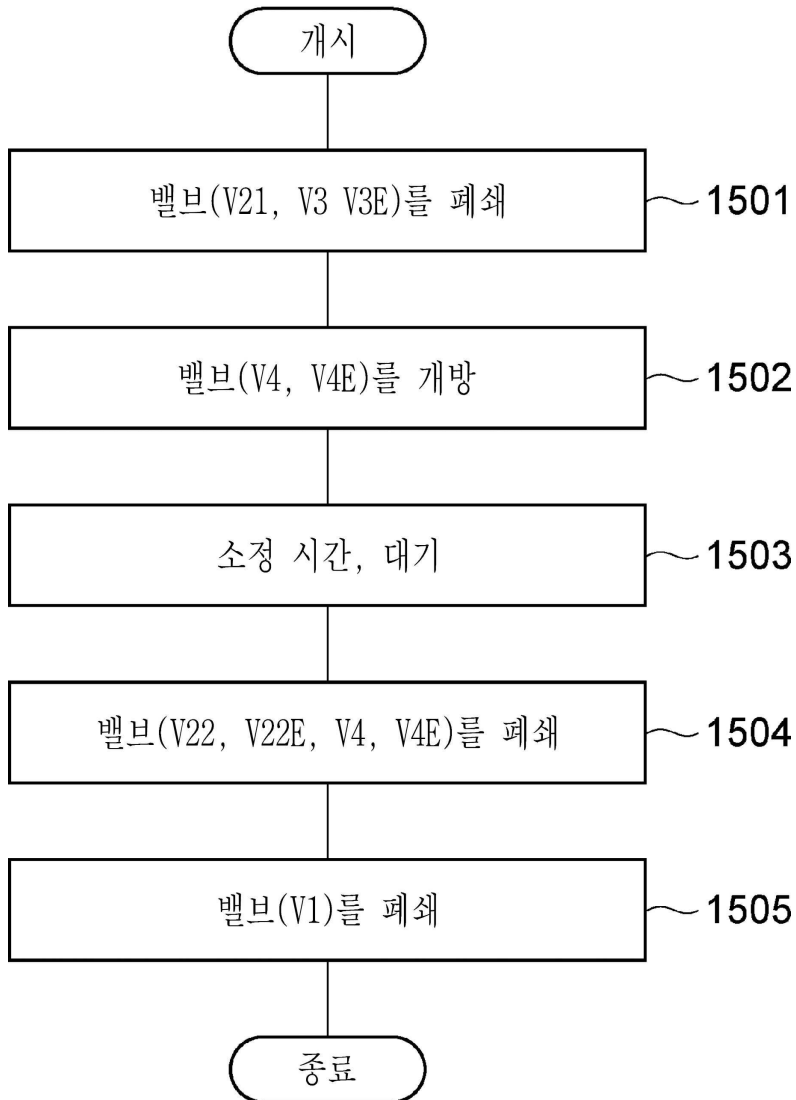 개시
밸브(V21, V3 V3E)를 폐쇄
1501
밸브(V4, V4E)를 개방
1502
소정 시간, 대기
1503
밸브(V22, V22E, V4, V4E)를 폐쇄
1504
밸브(V1)를 폐쇄
1505
종료